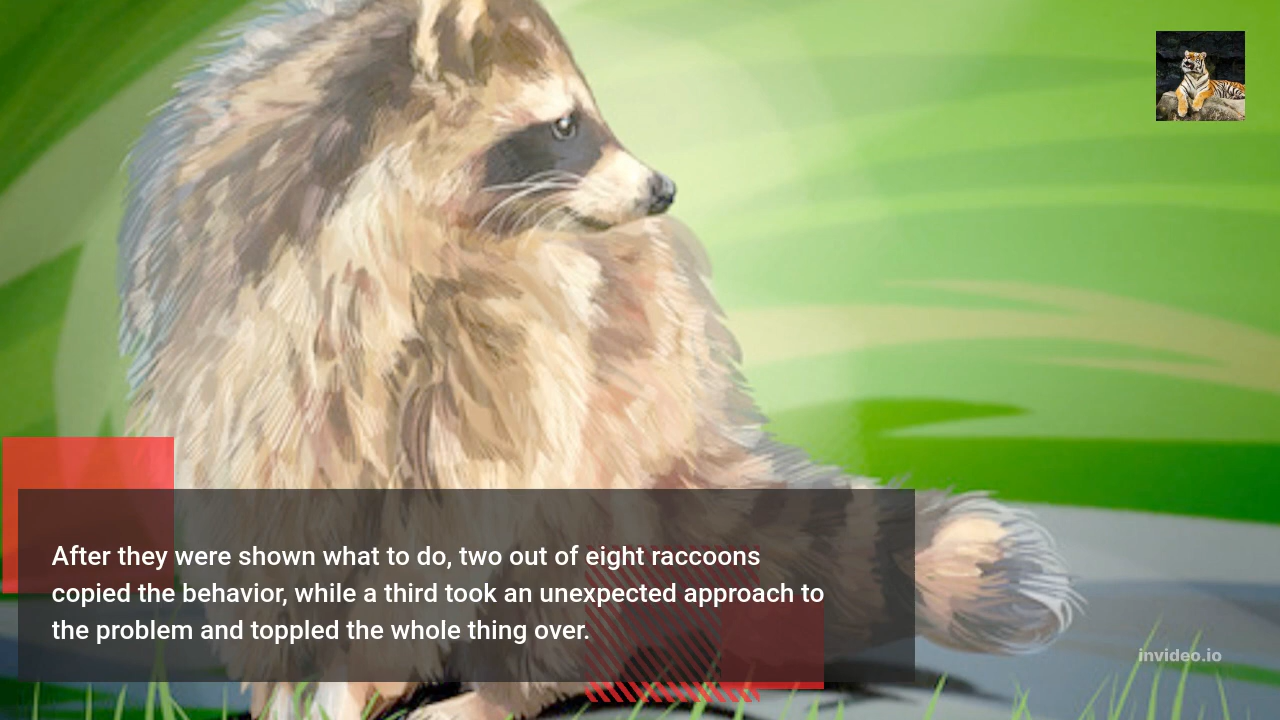 After they were shown what to do, two out of eight raccoons
copied the behavior, while a third took an unexpected approach to
the problem and toppled the whole thing over.
invideo.io